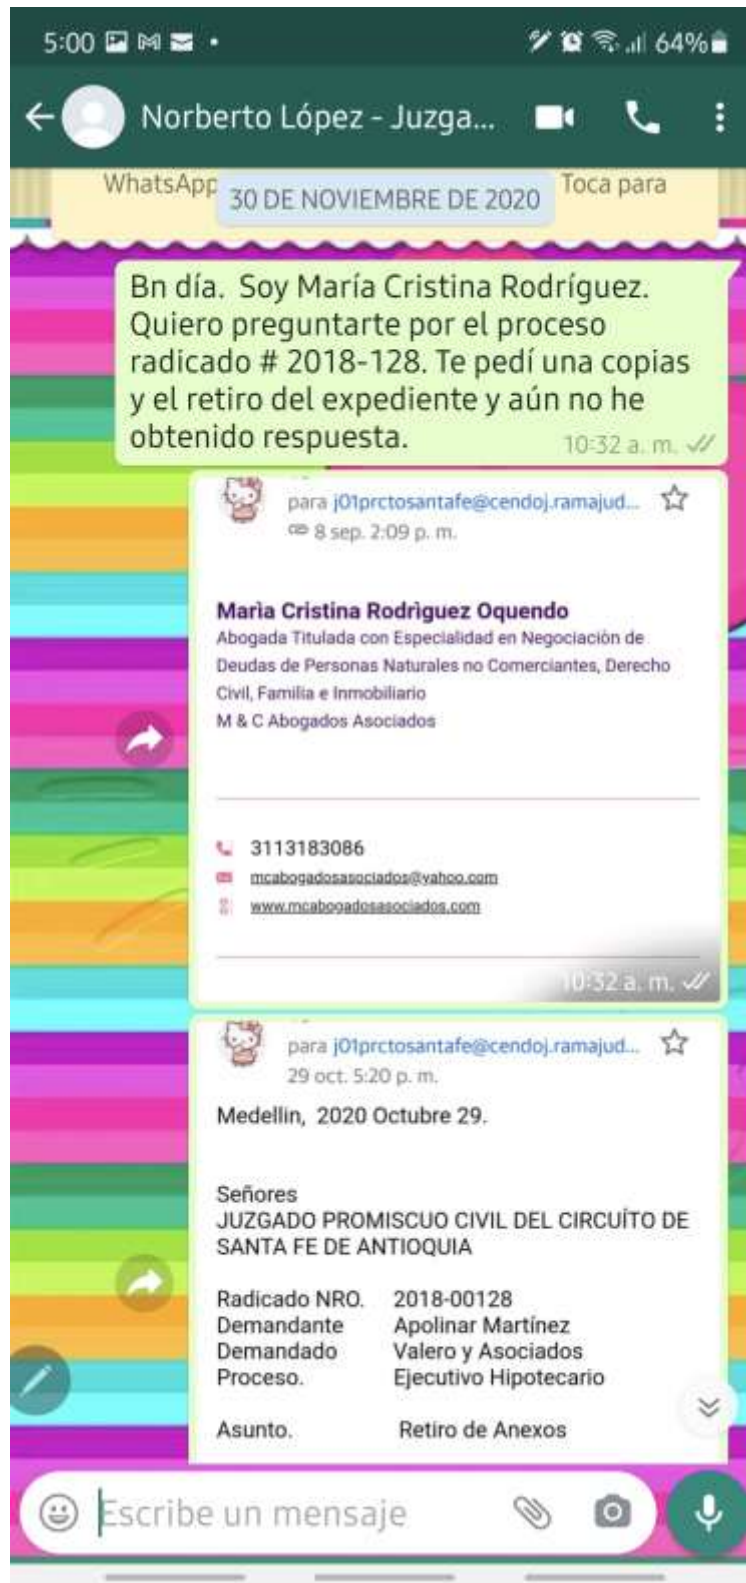 5:00
64%
Norberto López - Juzga...
WhatsApp
Toca para
30 DE NOVIEMBRE DE 2020
Bn día. Soy María Cristina Rodríguez.
Quiero preguntarte por el proceso
radicado # 2018-128. Te pedí una copias
y el retiro del expediente y aún no he
obtenido respuesta.
10:32 a. m.
para j01prctosantafe@cendoj.ramajud...
8 sep. 2:09 p. m.
Marìa Cristina Rodrìguez Oquendo
Abogada Titulada con Especialidad en Negociaciòn de
Deudas de Personas Naturales no Comerciantes, Derecho
Civil, Familia e Inmobiliario
M & C Abogados Asociados
3113183086
mcabogadosasociados@yahoo.com
www.mcabogadosasociados.com
10:32 a. m.
para j01prctosantafe@cendoj.ramajud...
29 oct. 5:20 p. m.
Medellin, 2020 Octubre 29.
Señores
JUZGADO PROMISCUO CIVIL DEL CIRCUÍTO DE
SANTA FE DE ANTIOQUIA
Radicado NRO. 2018-00128
Demandante Apolinar Martínez
Demandado Valero y Asociados
Proceso. Ejecutivo Hipotecario
Asunto. Retiro de Anexos
Escribe un mensaje